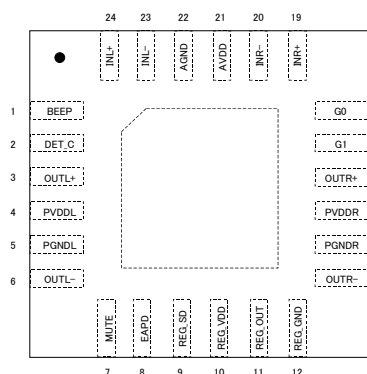 24 23 22 21 20 19
INL+ INL- AGND AVDD INR- INR+
1 BEEP G0
2 DET_C G1
3 OUTL+ OUTR+
4 PVDDL PVDDR
5 PGNDL PGNDR
6 OUTL- OUTR-
MUTE EAPD REG_SD REG_VDD REG_OUT REG_GND
7 8 9 10 11 12